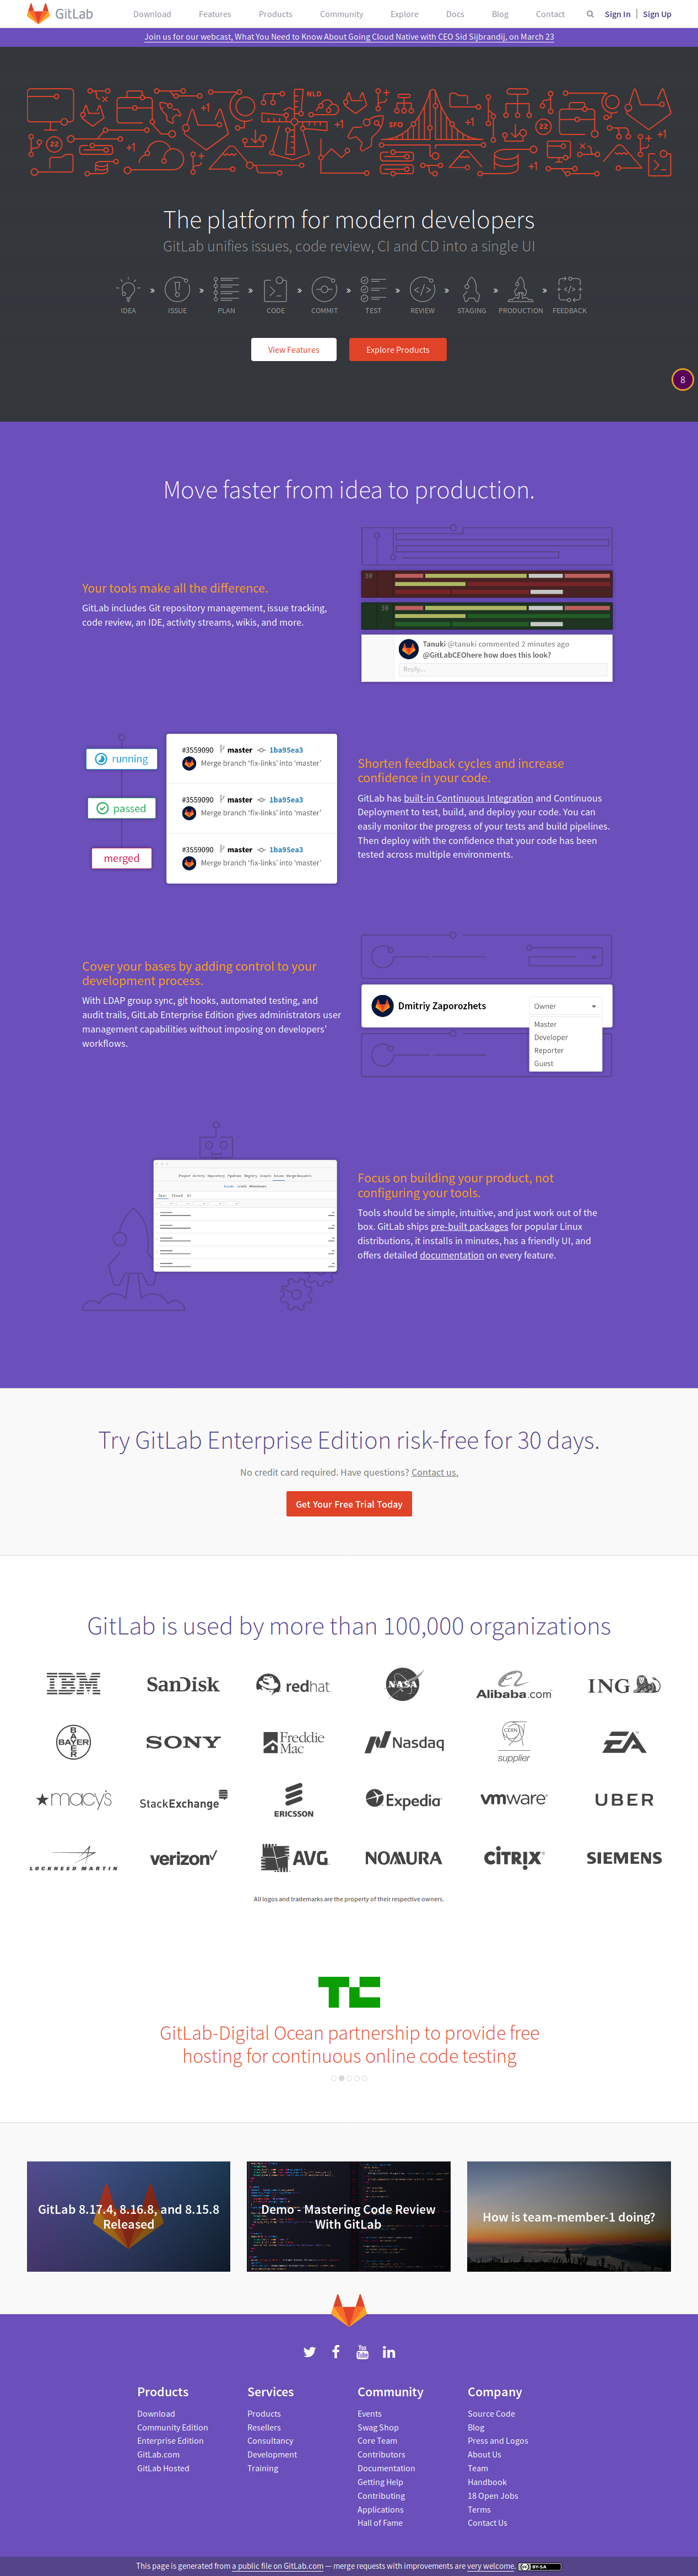 GitLab
Download Features Products Community Explore Docs Blog Contact Sign In | Sign Up
Join us for our webcast, What You Need to Know About Going Cloud Native with CEO Sid Sijbrandij, on March 23
NLD
+1
+1
SFO
22
22
+1
+1
+1
The platform for modern developers
GitLab unifies issues, code review, CI and CD into a single UI
IDEA ISSUE PLAN CODE COMMIT TEST REVIEW STAGING PRODUCTION FEEDBACK
View Features Explore Products
8
Move faster from idea to production.
Your tools make all the difference.
GitLab includes Git repository management, issue tracking,
code review, an IDE, activity streams, wikis, and more.
30
30
Tanuki @tanuki commented 2 minutes ago
@GitLabCEOhere how does this look?
Reply...
running
passed
merged
#3559090 master 1ba95ea3
Merge branch ‘fix-links’ into ‘master’
#3559090 master 1ba95ea3
Merge branch ‘fix-links’ into ‘master’
#3559090 master 1ba95ea3
Merge branch ‘fix-links’ into ‘master’
Shorten feedback cycles and increase
confidence in your code.
GitLab has built-in Continuous Integration and Continuous
Deployment to test, build, and deploy your code. You can
easily monitor the progress of your tests and build pipelines.
Then deploy with the confidence that your code has been
tested across multiple environments.
Cover your bases by adding control to your
development process.
With LDAP group sync, git hooks, automated testing, and
audit trails, GitLab Enterprise Edition gives administrators user
management capabilities without imposing on developers’
workflows.
Dmitriy Zaporozhets
Owner
Master
Developer
Reporter
Guest
Focus on building your product, not
configuring your tools.
Tools should be simple, intuitive, and just work out of the
box. GitLab ships pre-built packages for popular Linux
distributions, it installs in minutes, has a friendly UI, and
offers detailed documentation on every feature.
Try GitLab Enterprise Edition risk-free for 30 days.
No credit card required. Have questions? Contact us.
Get Your Free Trial Today
GitLab is used by more than 100,000 organizations
IBM SanDisk redhat NASA Alibaba.com ING
BAYER SONY Freddie Mac Nasdaq CERN supplier EA
macy's StackExchange ERICSSON Expedia vmware UBER
LOCKHEED MARTIN verizon AVG NOMURA CITRIX SIEMENS
All logos and trademarks are the property of their respective owners.
TC
GitLab-Digital Ocean partnership to provide free
hosting for continuous online code testing
GitLab 8.17.4, 8.16.8, and 8.15.8
Released
Demo - Mastering Code Review
With GitLab
How is team-member-1 doing?
Products
Download
Community Edition
Enterprise Edition
GitLab.com
GitLab Hosted
Services
Products
Resellers
Consultancy
Development
Training
Community
Events
Swag Shop
Core Team
Contributors
Documentation
Getting Help
Contributing
Applications
Hall of Fame
Company
Source Code
Blog
Press and Logos
About Us
Team
Handbook
18 Open Jobs
Terms
Contact Us
This page is generated from a public file on GitLab.com — merge requests with improvements are very welcome. BY-SA